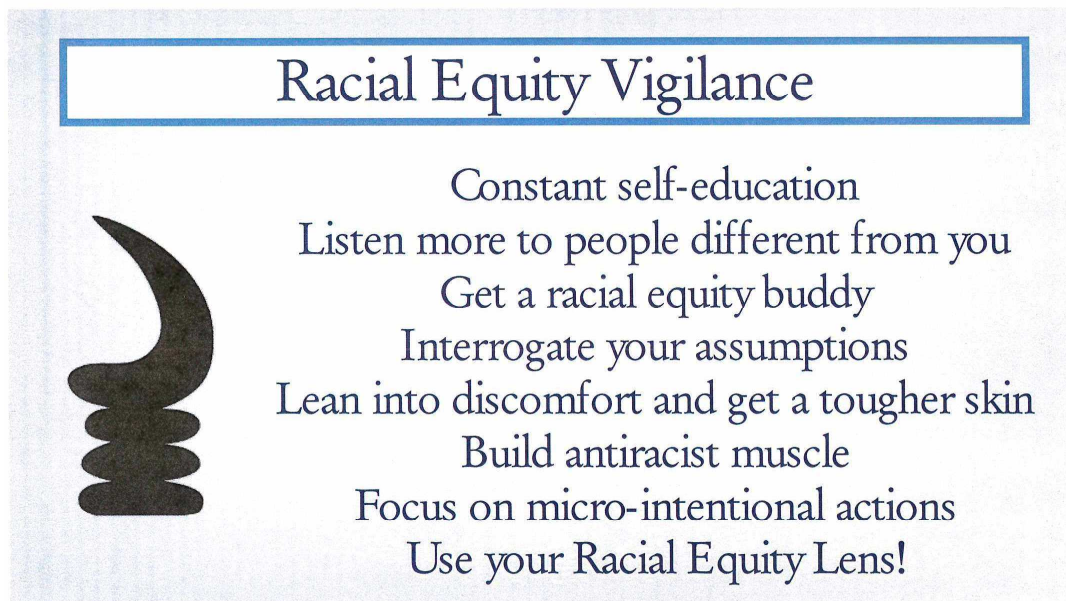 Racial Equity Vigilance
Constant self-education
Listen more to people different from you
Get a racial equity buddy
Interrogate your assumptions
Lean into discomfort and get a tougher skin
Build antiracist muscle
Focus on micro-intentional actions
Use your Racial Equity Lens!